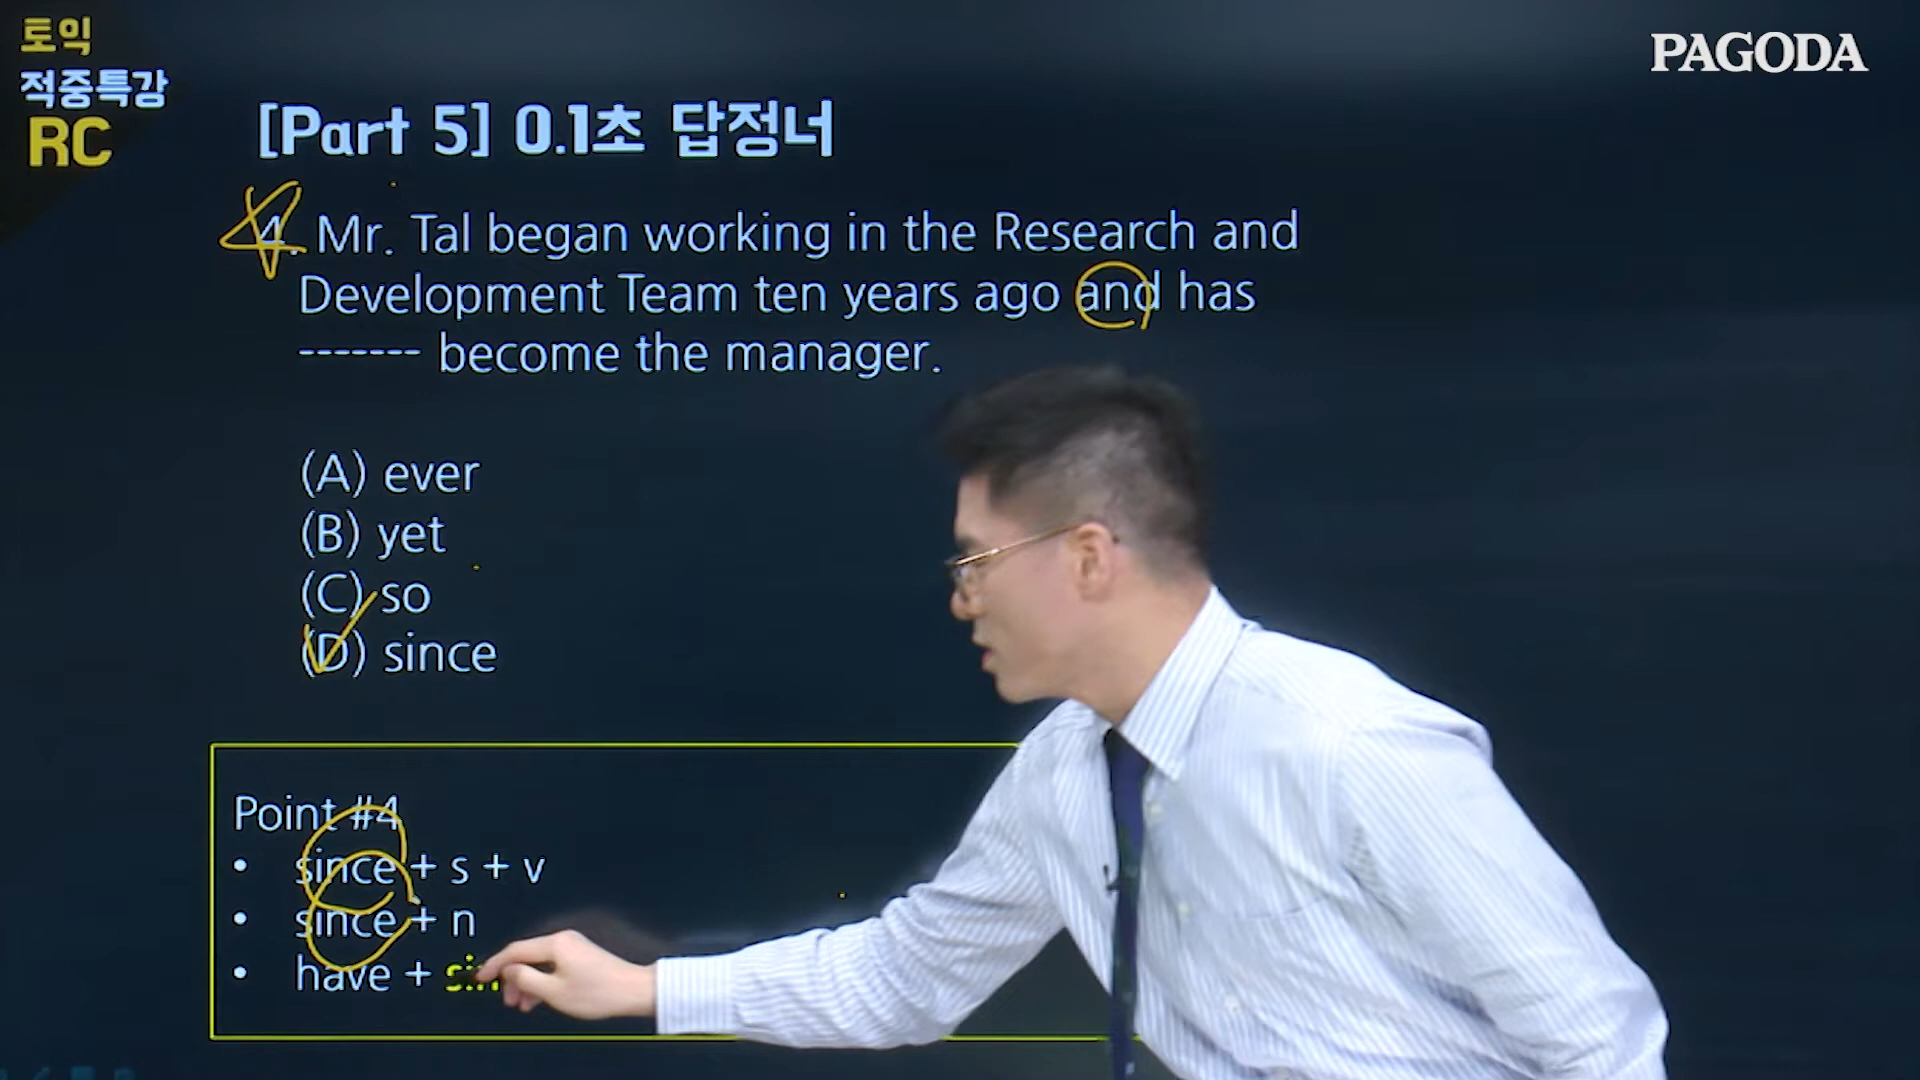 토익
적중특강
RC
PAGODA
[Part 5] 0.1초 답정너
4. Mr. Tal began working in the Research and
Development Team ten years ago and has
------- become the manager.
(A) ever
(B) yet
(C) so
(D) since
Point #4
• since + s + v
• since + n
• have +